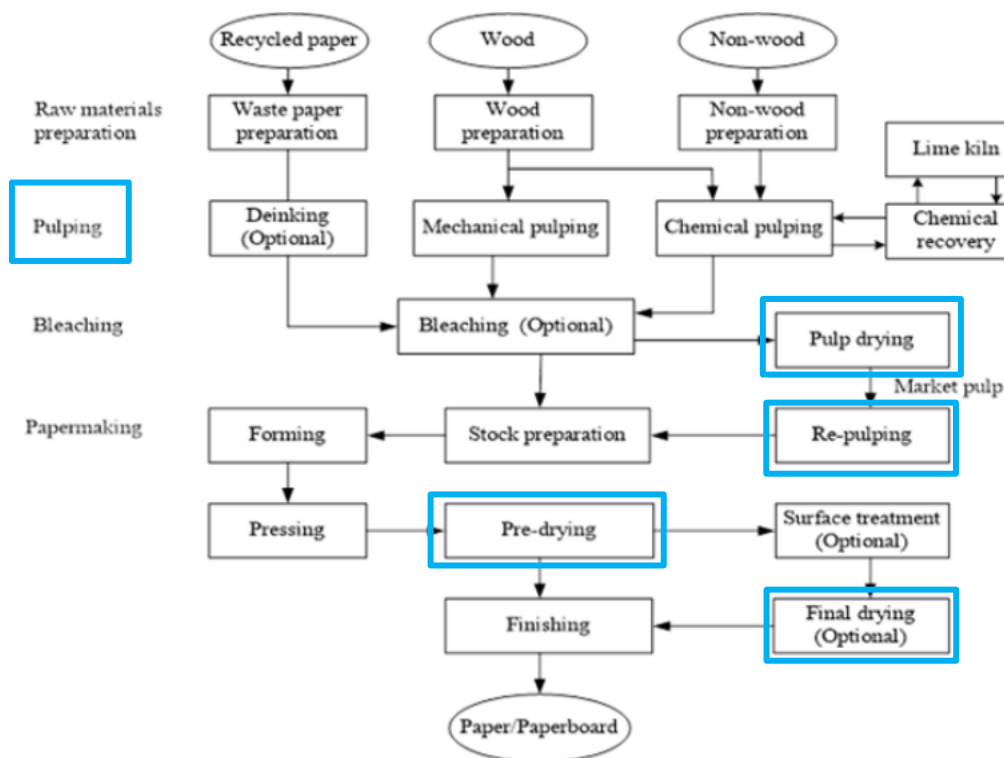 Recycled paper
Wood
Non-wood
Raw materials
preparation
Waste paper
preparation
Wood
preparation
Non-wood
preparation
Lime kiln
Pulping
Deinking
(Optional)
Mechanical pulping
Chemical pulping
Chemical
recovery
Bleaching
Bleaching (Optional)
Pulp drying
Market pulp
Papermaking
Forming
Stock preparation
Re-pulping
Pressing
Pre-drying
Surface treatment
(Optional)
Finishing
Final drying
(Optional)
Paper/Paperboard